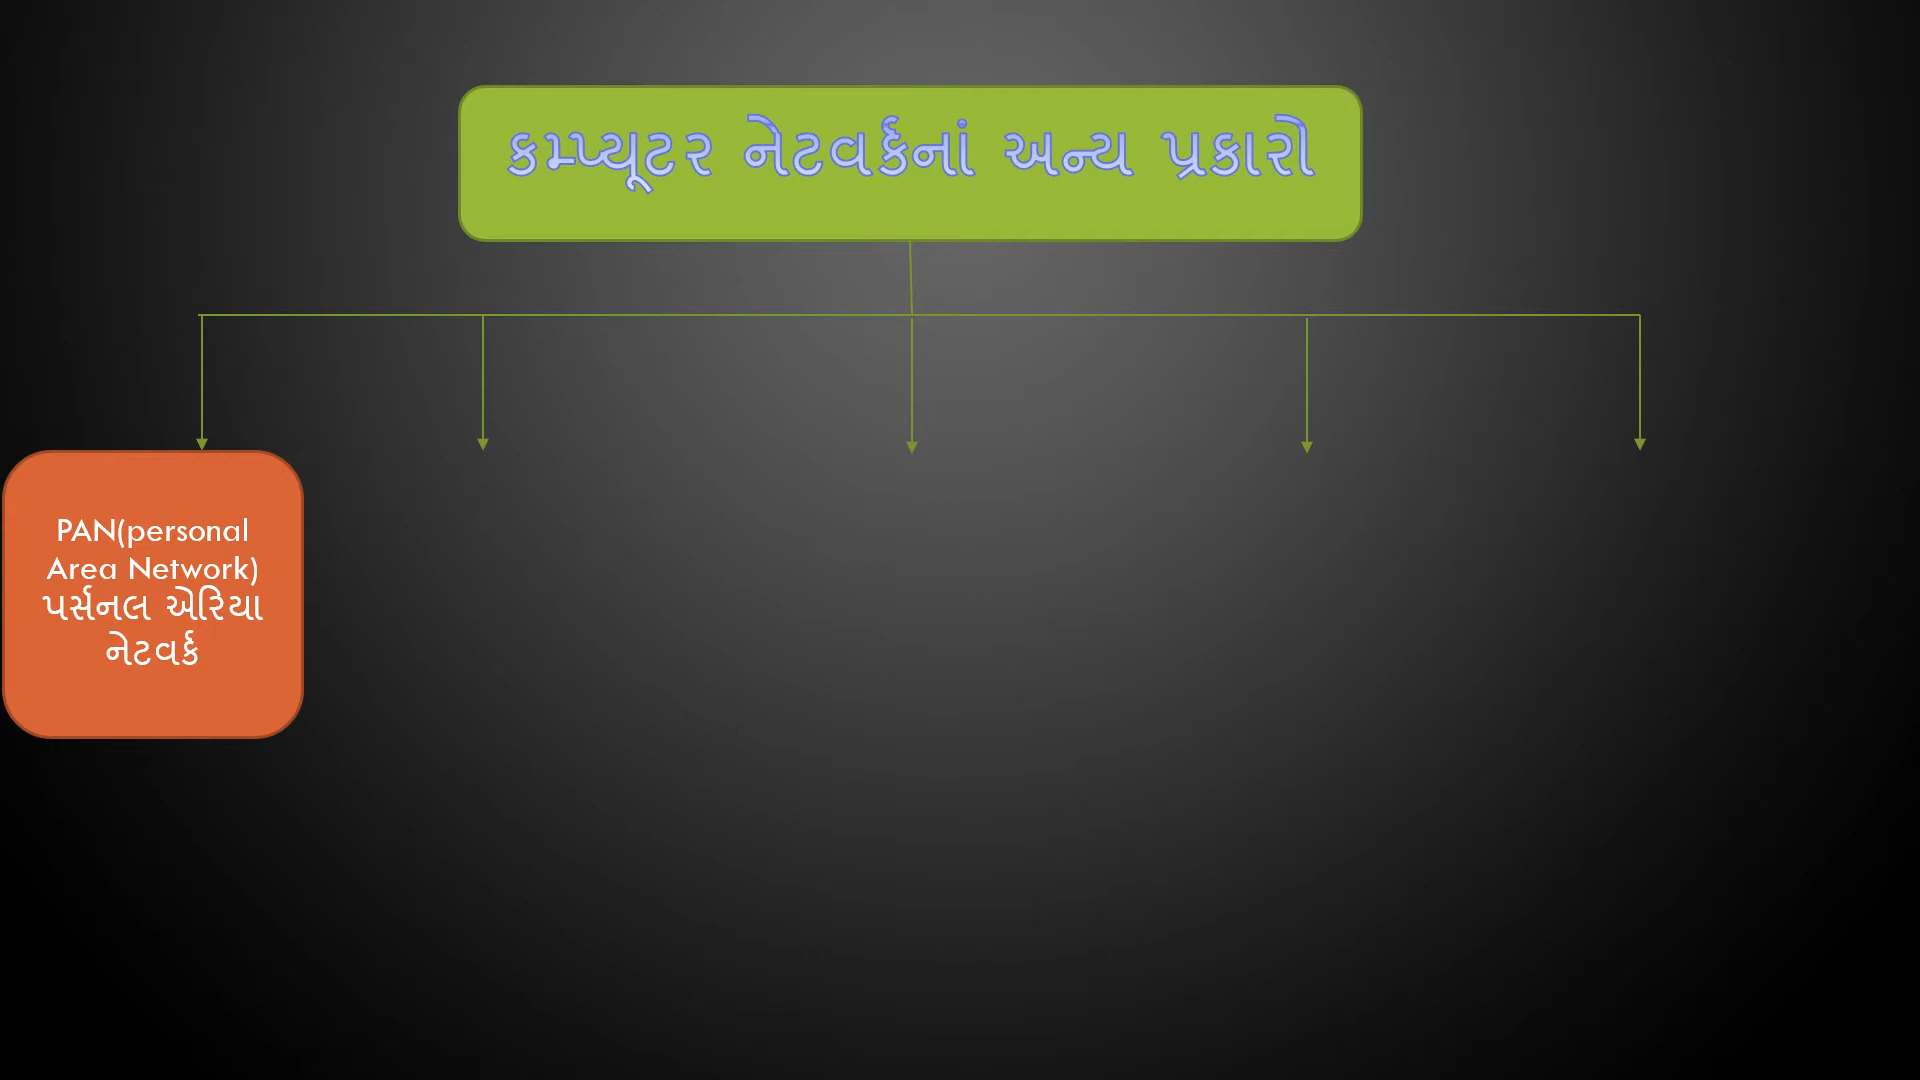 કમ્પ્યૂટર નેટવર્કનાં અન્ય પ્રકારો
PAN(personal
Area Network)
પર્સનલ એરિયા
નેટવર્ક